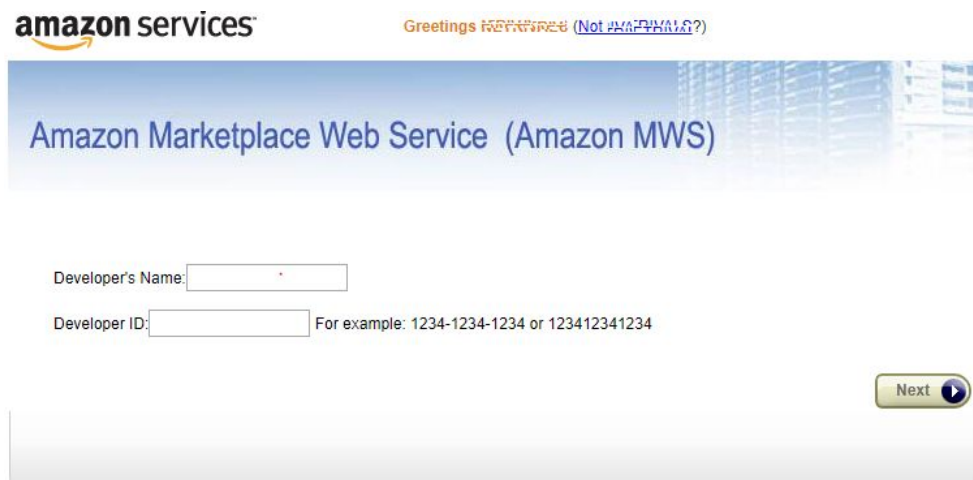 amazon services
Greetings (Not ?)
Amazon Marketplace Web Service (Amazon MWS)
Developer's Name:
Developer ID: For example: 1234-1234-1234 or 123412341234
Next